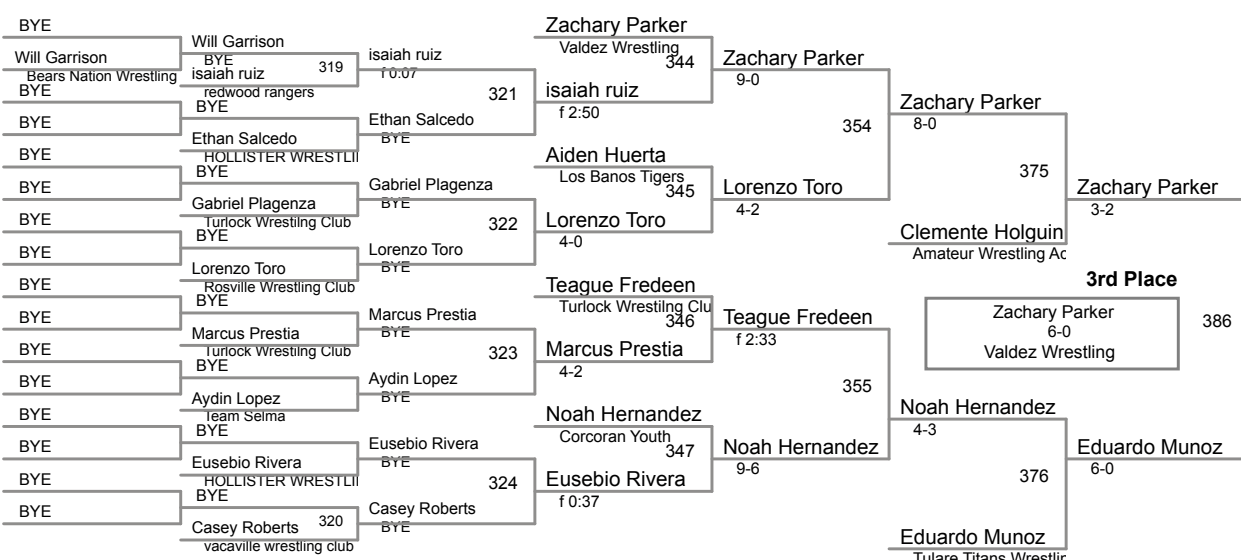 BYE
Will Garrison
Bears Nation Wrestling
BYE
BYE
BYE
BYE
BYE
BYE
BYE
BYE
BYE
BYE
BYE
BYE
BYE
BYE
Will Garrison
BYE
319
isaiah ruiz
redwood rangers
BYE
Ethan Salcedo
HOLLISTER WRESTLII
BYE
Gabriel Plagenza
Turlock Wrestilng Club
BYE
Lorenzo Toro
Rosville Wrestling Club
BYE
Marcus Prestia
Turlock Wrestilng Club
BYE
Aydin Lopez
Team Selma
BYE
Eusebio Rivera
HOLLISTER WRESTLII
BYE
Casey Roberts
320
vacaville wrestling club
isaiah ruiz
f 0:07
321
Ethan Salcedo
BYE
Gabriel Plagenza
BYE
322
Lorenzo Toro
BYE
Marcus Prestia
BYE
323
Aydin Lopez
BYE
Eusebio Rivera
BYE
324
Casey Roberts
BYE
Zachary Parker
Valdez Wrestling
344
isaiah ruiz
f 2:50
Aiden Huerta
Los Banos Tigers
345
Lorenzo Toro
4-0
Teague Fredeen
Turlock Wrestilng Clu
346
Marcus Prestia
4-2
Noah Hernandez
Corcoran Youth
347
Eusebio Rivera
f 0:37
Zachary Parker
9-0
354
Lorenzo Toro
4-2
Teague Fredeen
f 2:33
355
Noah Hernandez
9-6
Zachary Parker
8-0
375
Clemente Holguin
Amateur Wrestling Ac
Zachary Parker
3-2
3rd Place
Zachary Parker
6-0
Valdez Wrestling
386
Noah Hernandez
4-3
376
Eduardo Munoz
Tulare Titans Wrestlin
Eduardo Munoz
6-0